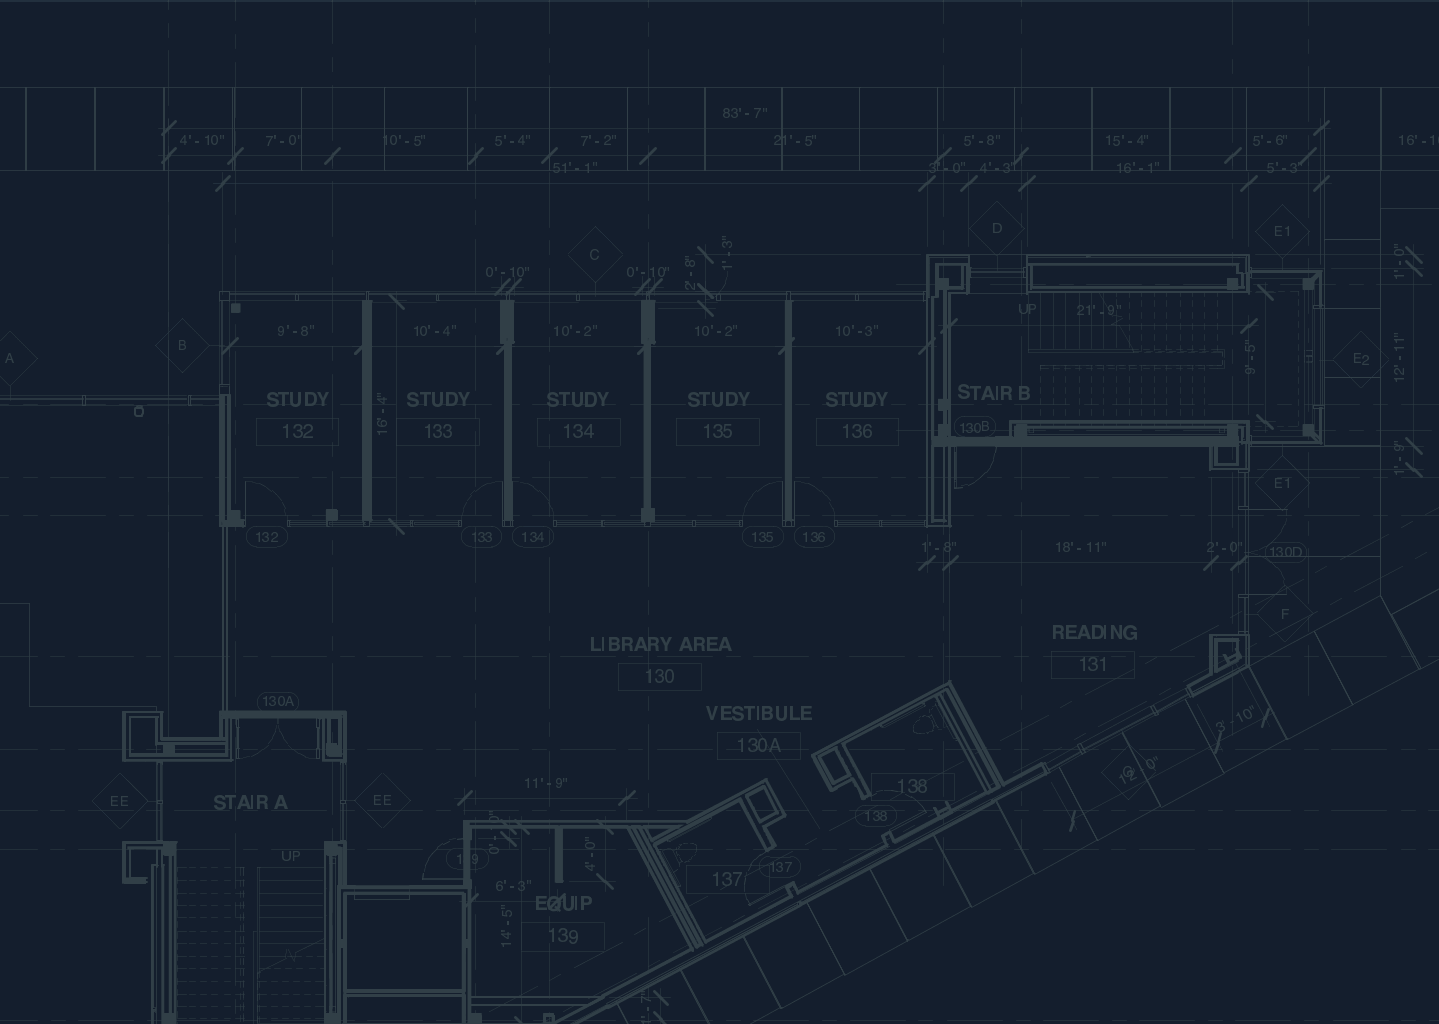 83' - 7"
4' - 10" 7' - 0" 10' - 5" 5' - 4" 7' - 2" 21' - 5" 5' - 8" 15' - 4" 5' - 6"
51' - 1" 3' - 0" 4' - 3" 16' - 1" 5' - 3"
D E1
C 1' - 3"
0' - 10" 0' - 10" 2' - 8" 1' - 0"
UP 21' - 9"
9' - 8" 10' - 4" 10' - 2" 10' - 2" 10' - 3"
A B 9' - 5" E2 12' - 11"
STAIR B
STUDY STUDY STUDY STUDY STUDY
16' - 4"
132 133 134 135 136
130B
1' - 9"
E1
132 133 134 135 136
1' - 8" 18' - 11" 2' - 0" 130D
F
READING
LIBRARY AREA
131
130
130A
VESTIBULE
3' - 10"
130A
12' - 0"
11' - 9" 138
EE EE
STAIR A
138
0' - 0"
UP 139 4' - 0"
137 137
6' - 3"
EQUIP
14' - 5" 139